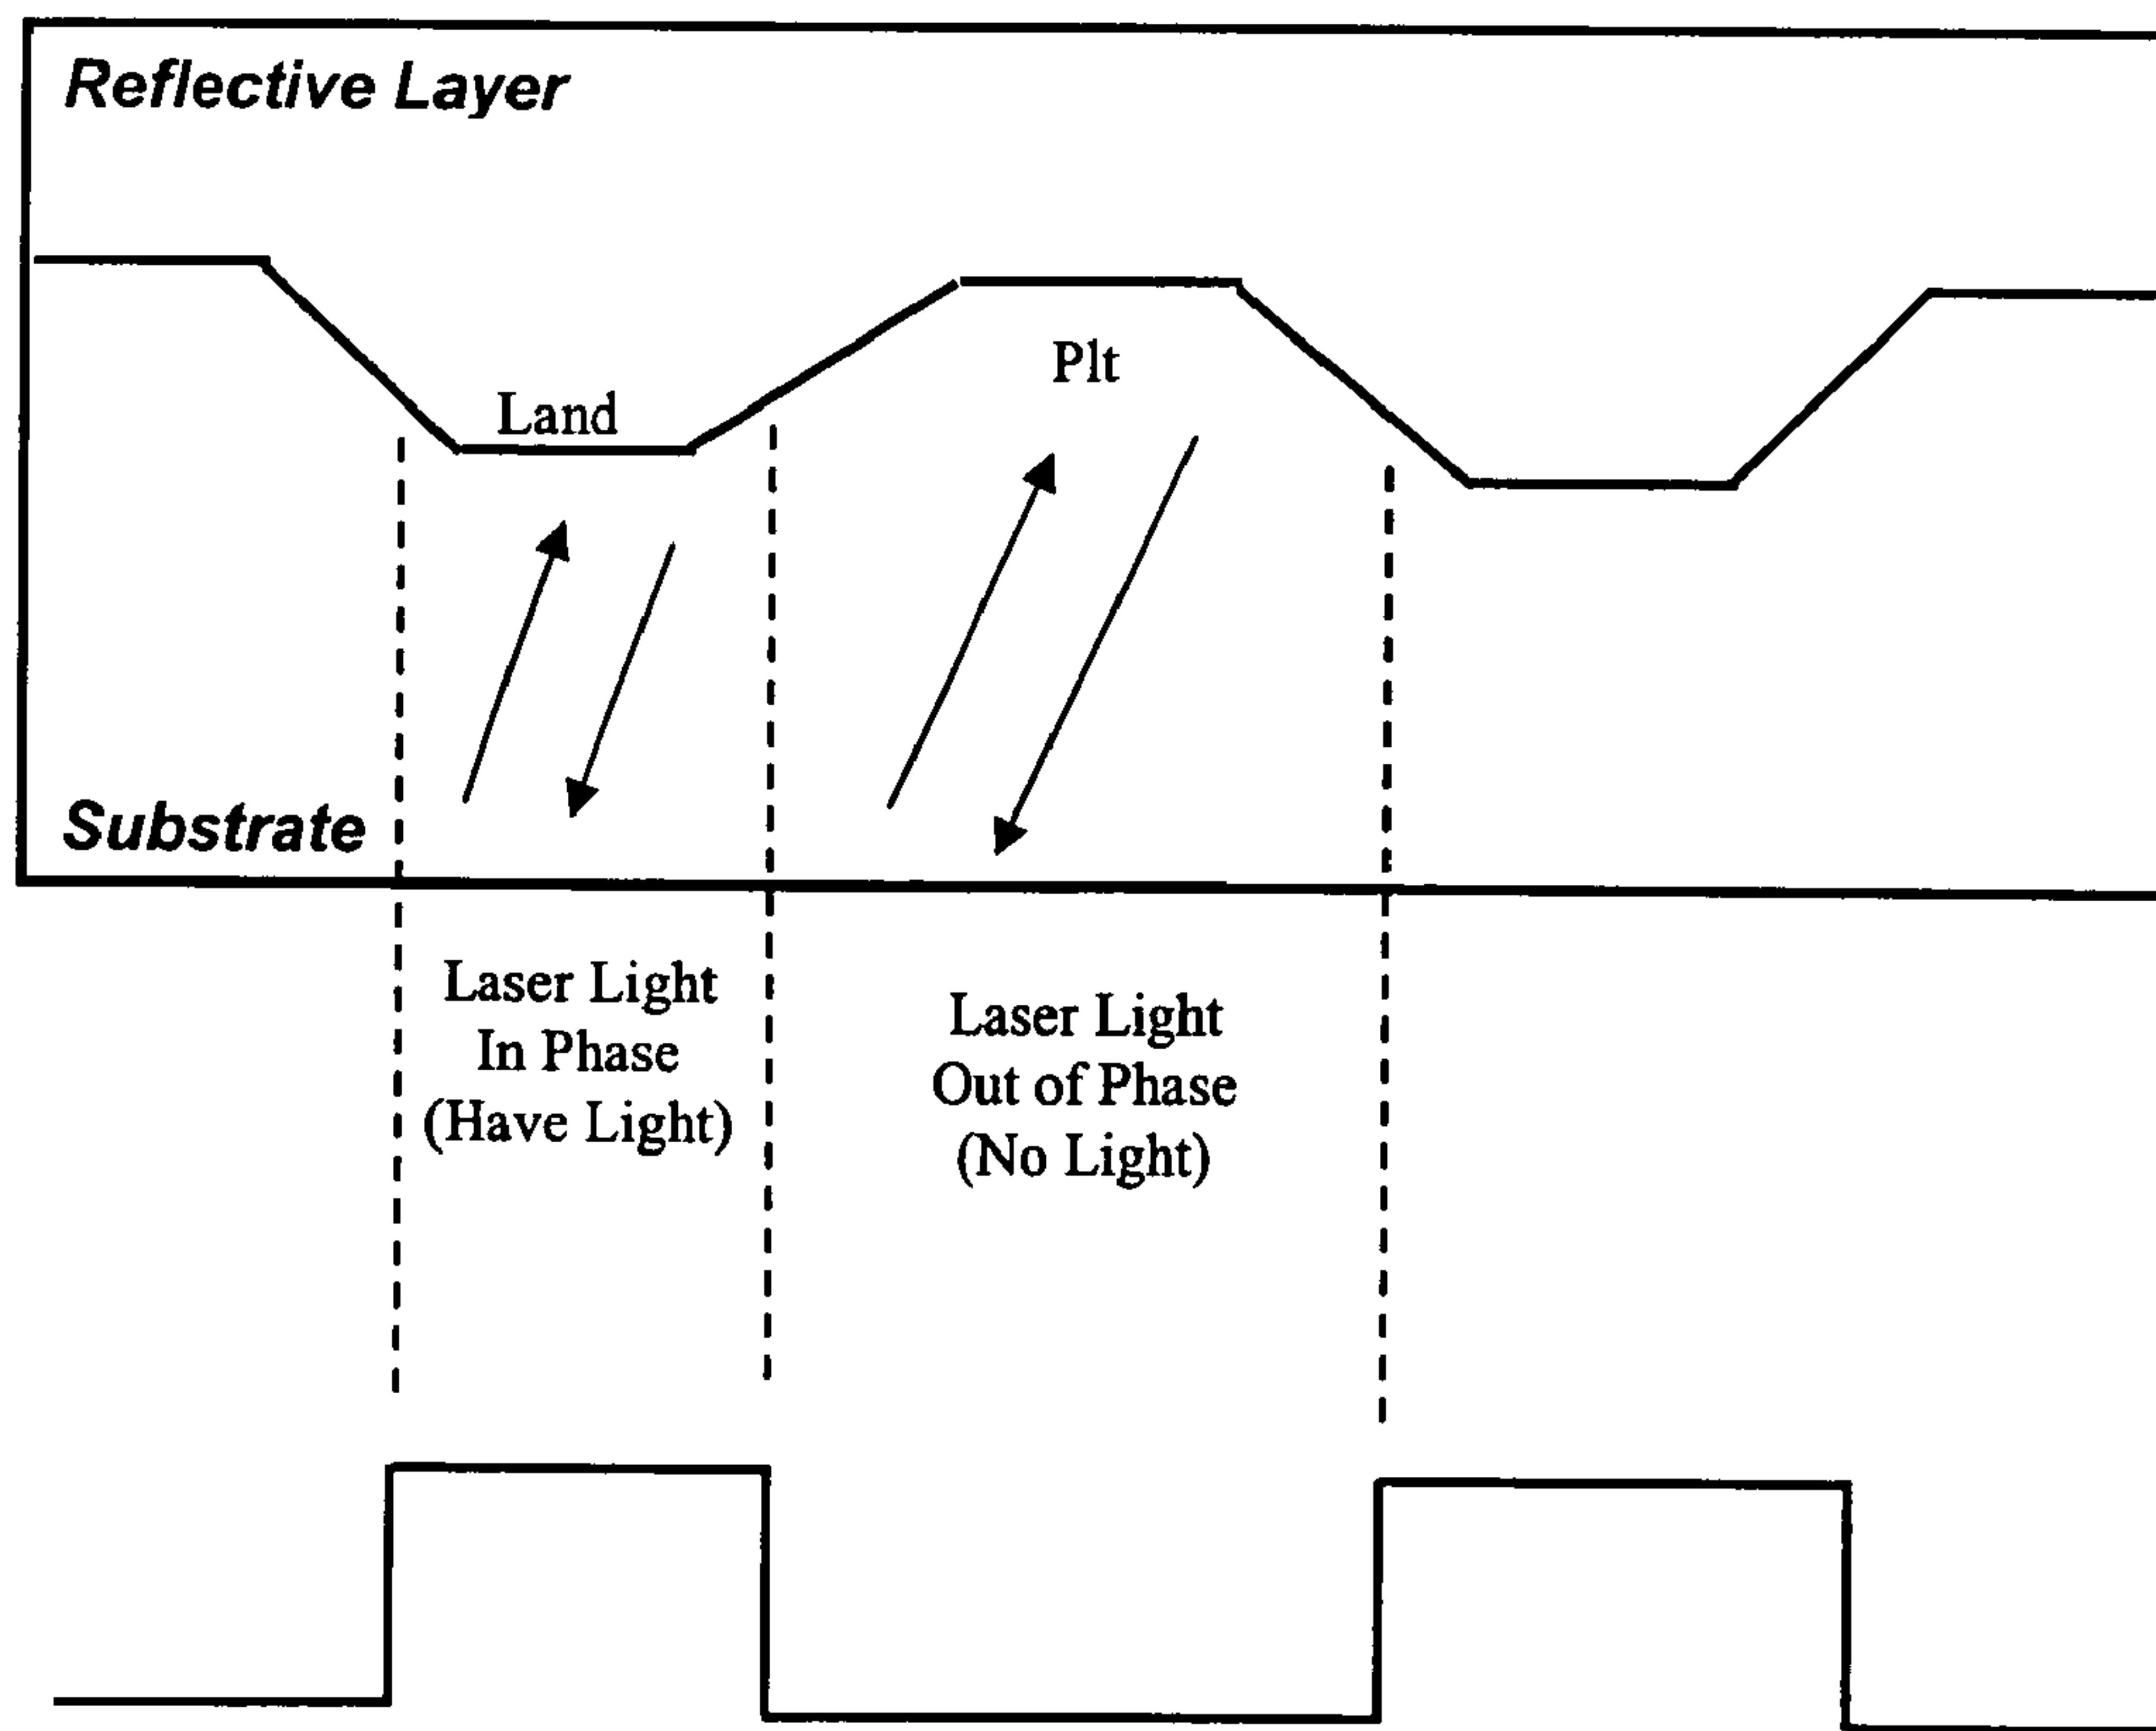 Reflective Layer
Land
Plt
Substrate
Laser Light
In Phase
(Have Light)
Laser Light
Out of Phase
(No Light)